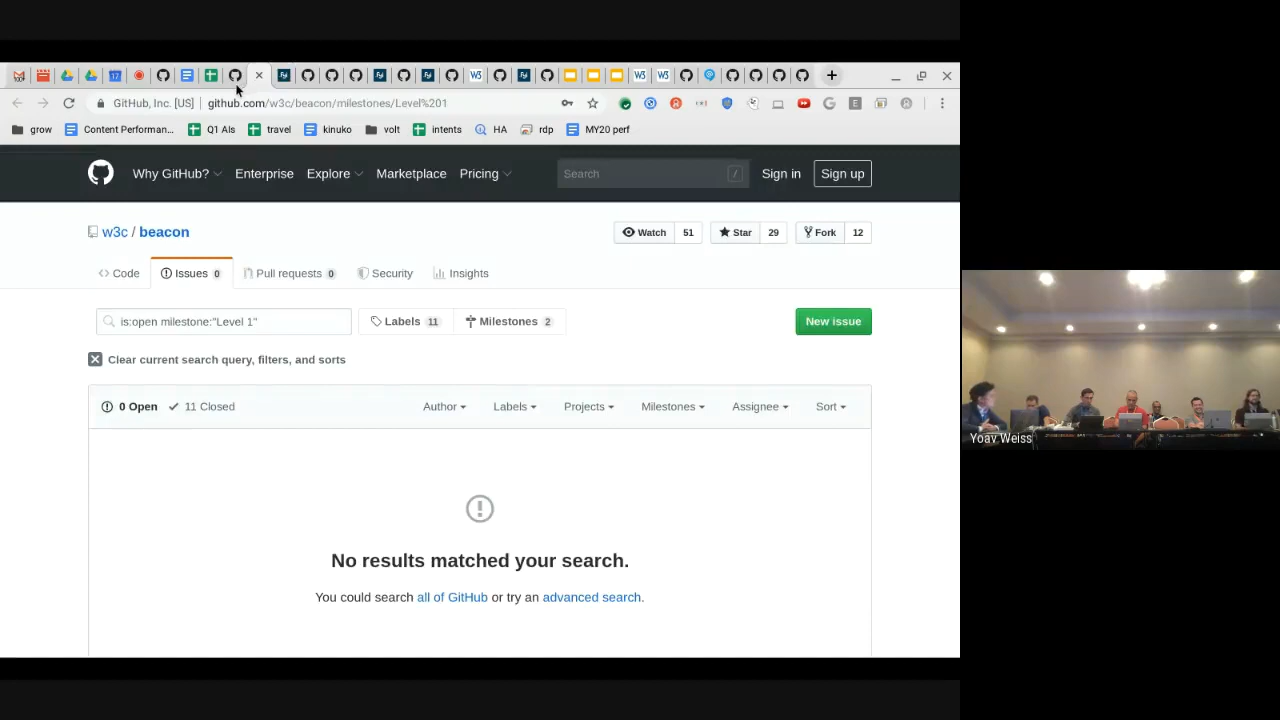 GitHub, Inc. [US]
github.com/w3c/beacon/milestones/Level%201
grow
Content Performan...
Q1 AIs
travel
kinuko
volt
intents
HA
rdp
MY20 perf
Why GitHub?
Enterprise
Explore
Marketplace
Pricing
Search
/
Sign in
Sign up
w3c / beacon
Watch 51
Star 29
Fork 12
Code
Issues 0
Pull requests 0
Security
Insights
is:open milestone:"Level 1"
Labels 11
Milestones 2
New issue
Clear current search query, filters, and sorts
0 Open
11 Closed
Author
Labels
Projects
Milestones
Assignee
Sort
No results matched your search.
You could search all of GitHub or try an advanced search.
Yoav Weiss